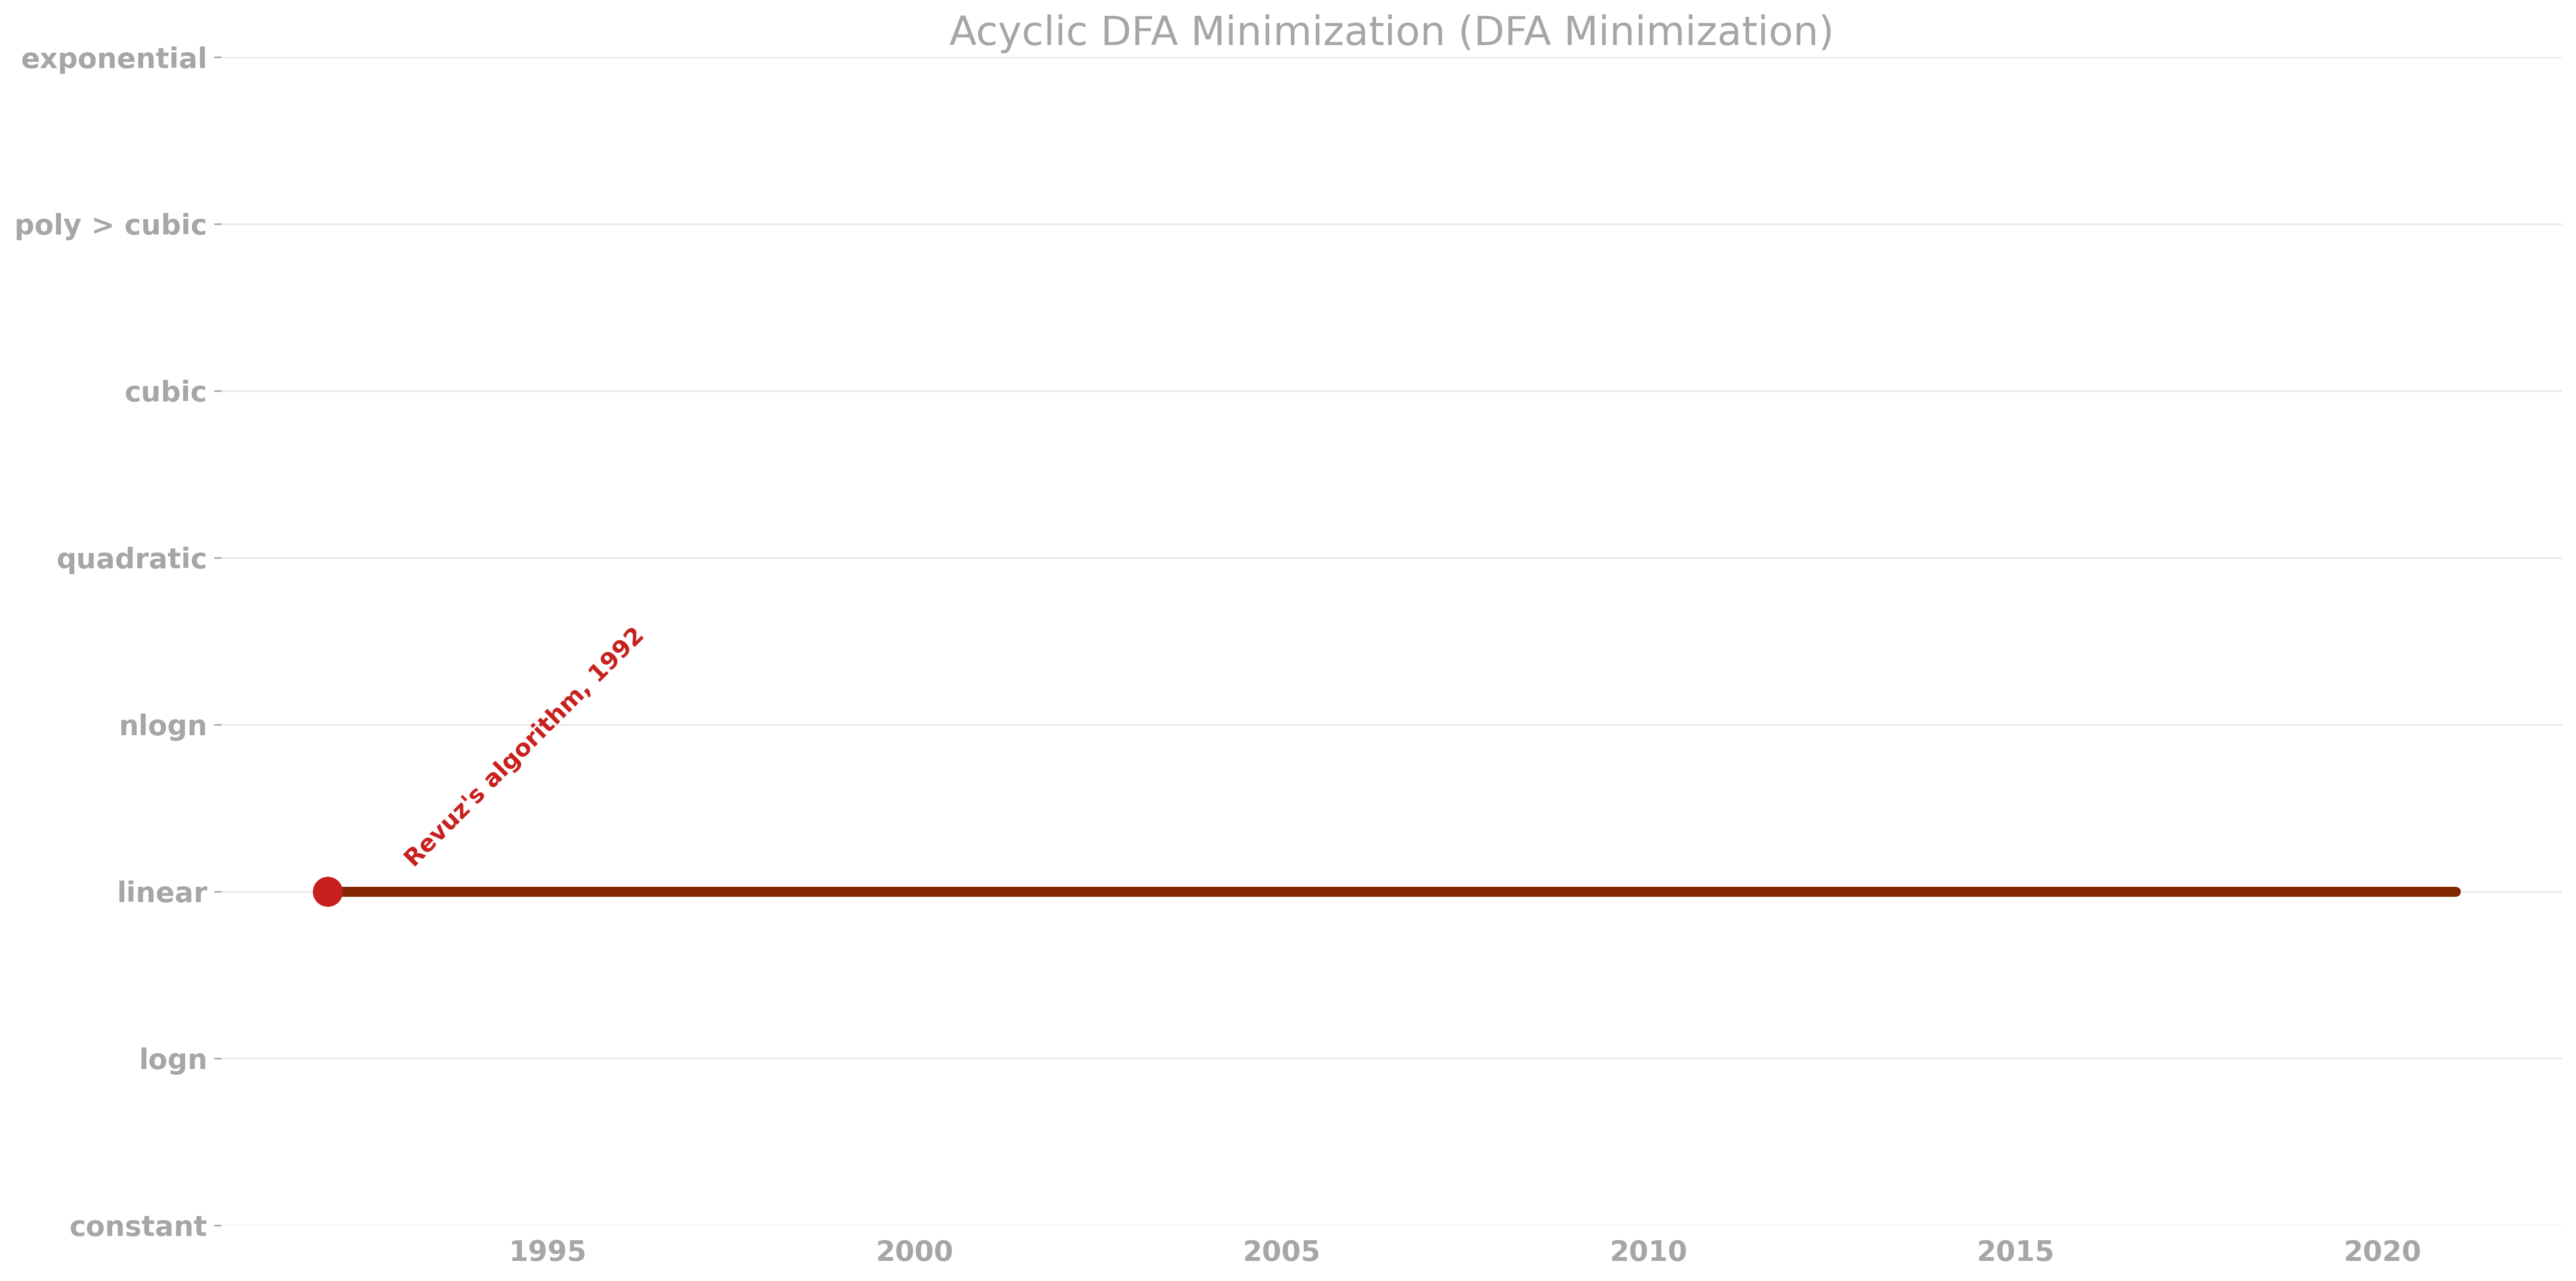 Acyclic DFA Minimization (DFA Minimization)
exponential
poly > cubic
cubic
quadratic
nlogn
linear
logn
constant
Revuz's algorithm, 1992
1995
2000
2005
2010
2015
2020